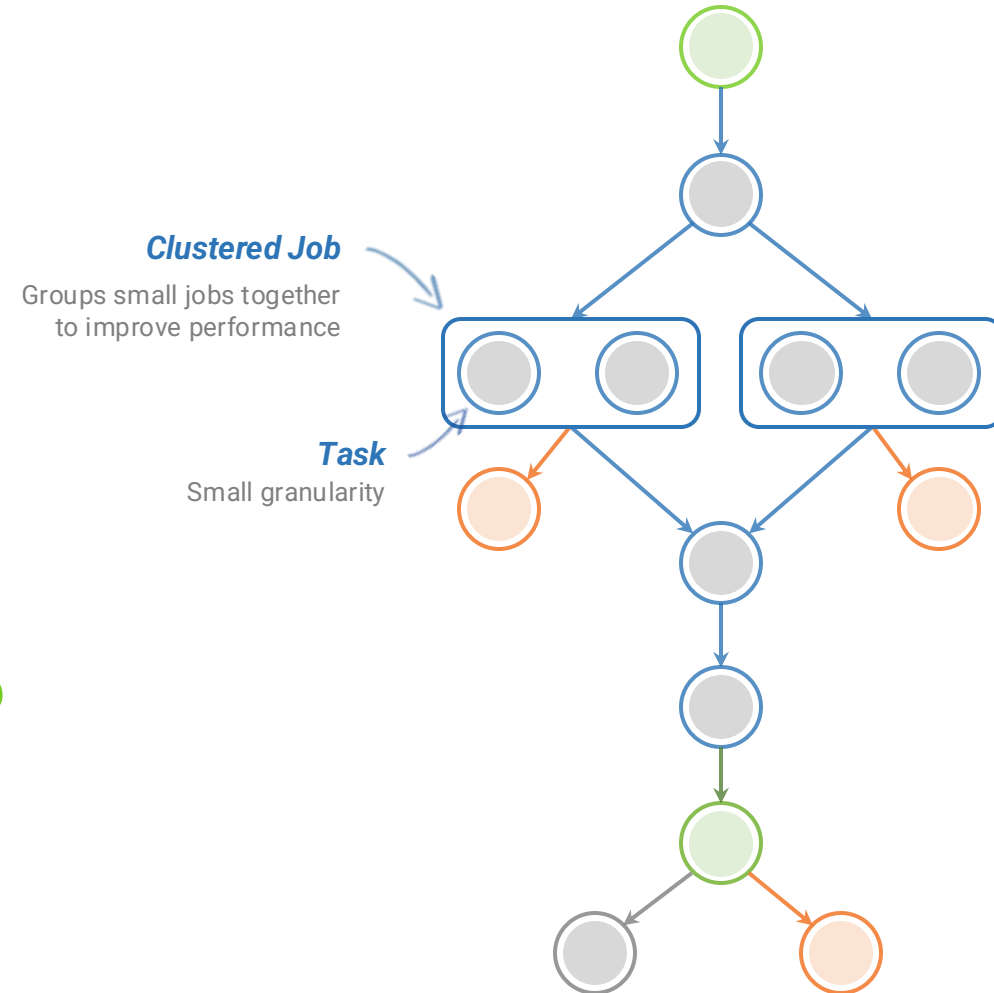 Clustered Job
Groups small jobs together
to improve performance
Task
Small granularity